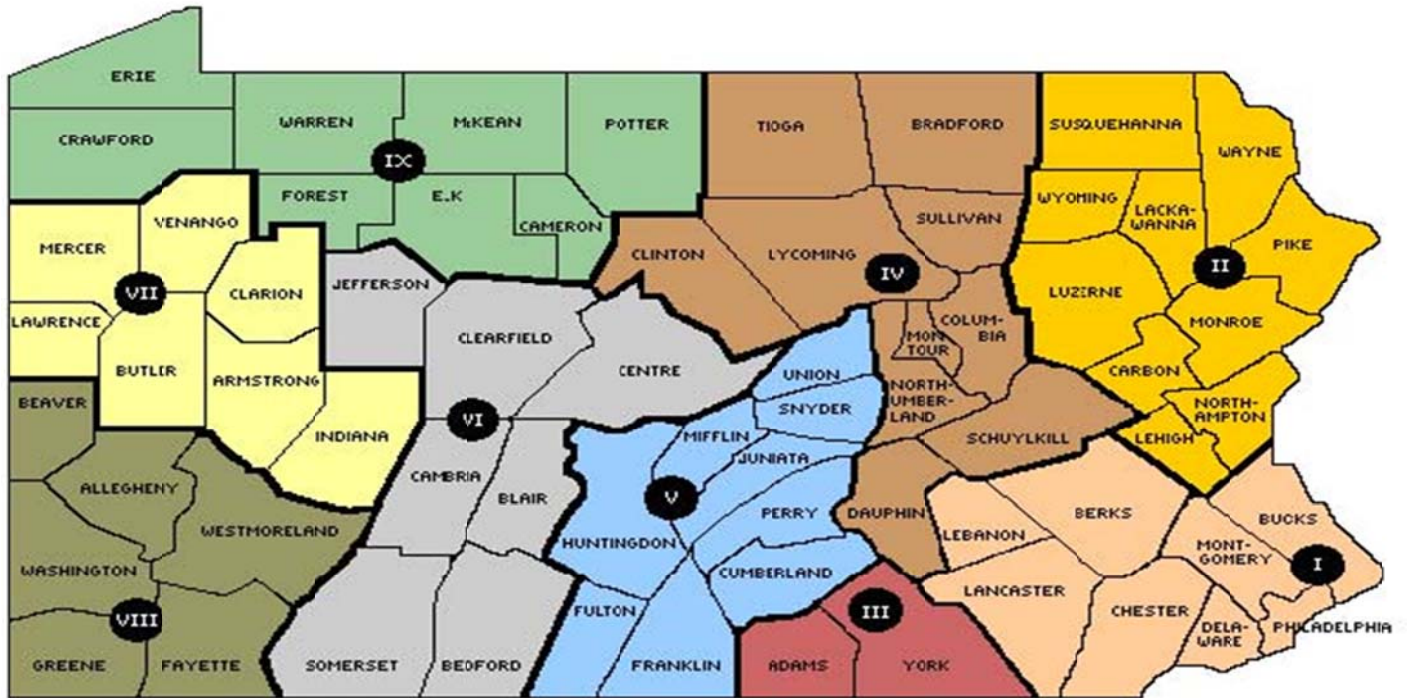 ERIE
WARREN
McKEAN
POTTER
TIOGA
BRADFORD
SUSQUEHANNA
WAYNE
CRAWFORD
IX
FOREST
E.K
CAMERON
VENANGO
MERCER
CLARION
VII
LAWRENCE
BUTLIR
ARMSTRONG
INDIANA
JEFFERSON
CLINTON
LYCOMING
SULLIVAN
IV
COLUM-
BIA
MON
TOUR
NORTH-
UMBER-
LAND
SCHUYLKILL
DAUPHIN
WYOMING
LACKA-
WANNA
PIKE
II
LUZERNE
MONROE
CARBON
NORTH-
AMPTON
LEHIGH
CLEARFIELD
CENTRE
VI
CAMBRIA
BLAIR
SOMERSET
BEDFORD
UNION
SNYDER
MIFFLIN
JUNIATA
V
PERRY
HUNTINGDON
CUMBERLAND
FULTON
FRANKLIN
BEAVER
ALLEGHENY
WESTMORELAND
WASHINGTON
VIII
GREENE
FAYETTE
III
ADAMS
YORK
LEBANON
BERKS
BUCKS
MONT-
GOMERY
I
LANCASTER
CHESTER
DELA-
WARE
PHILADELPHIA